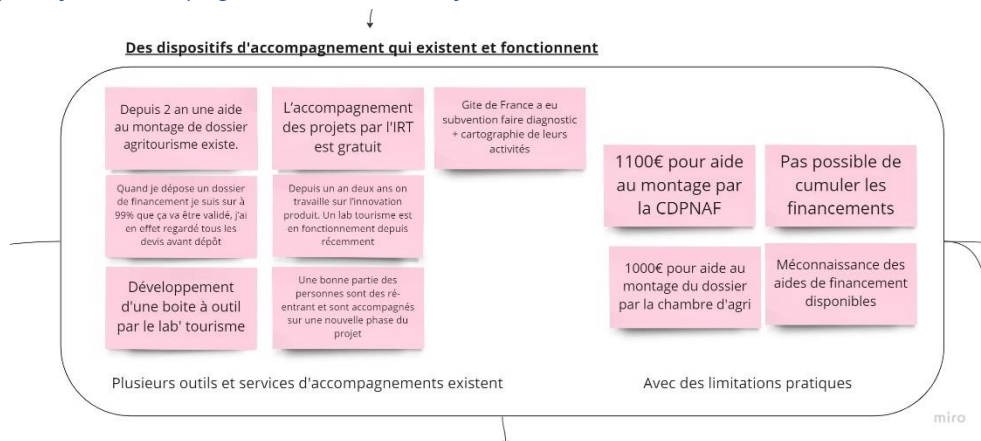 Des dispositifs d'accompagnement qui existent et fonctionnent
Depuis 2 an une aide
au montage de dossier
agritourisme existe.
L'accompagnement
des projets par l'IRT
est gratuit
Gite de France a eu
subvention faire diagnostic
+ cartographie de leurs
activités
Quand je dépose un dossier
de financement je suis sur à
99% que ça va être validé, j'ai
en effet regardé tous les
devis avant dépôt
Depuis un an deux ans on
travaille sur l'innovation
produit. Un lab tourisme est
en fonctionnement depuis
récemment
Développement
d'une boite à outil
par le lab' tourisme
Une bonne partie des
personnes sont des ré-
entrant et sont accompagnés
sur une nouvelle phase du
projet
Plusieurs outils et services d'accompagnements existent
1100€ pour aide
au montage par
la CDPNAF
Pas possible de
cumuler les
financements
1000€ pour aide au
montage du dossier
par la chambre d'agri
Méconnaissance des
aides de financement
disponibles
Avec des limitations pratiques
miro